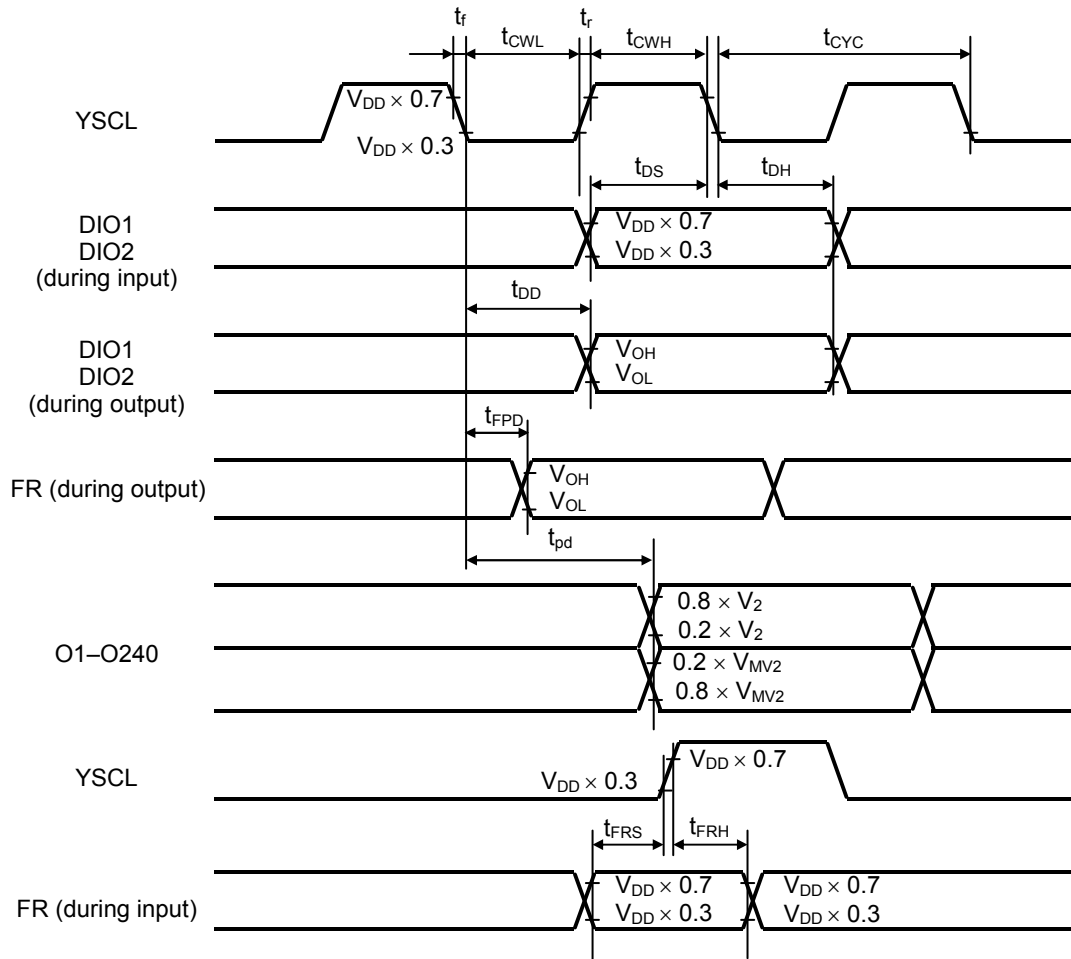 tf tr
tCWL tCWH tCYC
YSCL
VDD × 0.7
VDD × 0.3
tDS tDH
DIO1
DIO2
(during input)
VDD × 0.7
VDD × 0.3
tDD
DIO1
DIO2
(during output)
VOH
VOL
tFPD
FR (during output)
VOH
VOL
tpd
O1–O240
0.8 × V2
0.2 × V2
0.2 × VMV2
0.8 × VMV2
YSCL
VDD × 0.3
VDD × 0.7
tFRS tFRH
FR (during input)
VDD × 0.7 VDD × 0.7
VDD × 0.3 VDD × 0.3